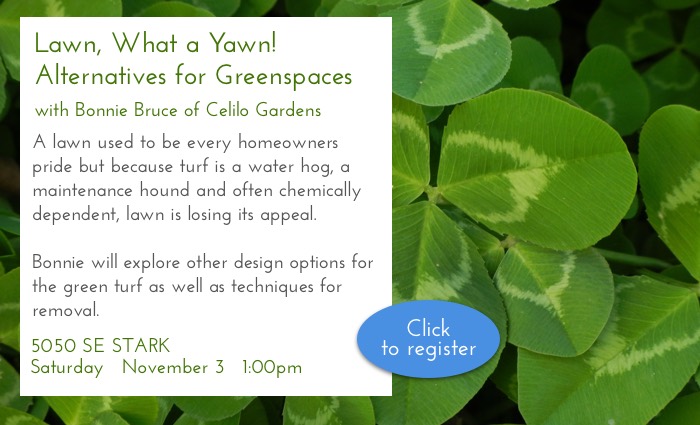 Lawn, What a Yawn!
Alternatives for Greenspaces
with Bonnie Bruce of Celilo Gardens
A lawn used to be every homeowners
pride but because turf is a water hog, a
maintenance hound and often chemically
dependent, lawn is losing its appeal.
Bonnie will explore other design options for
the green turf as well as techniques for
removal.
5050 SE STARK
Saturday November 3 1:00pm
Click
to register